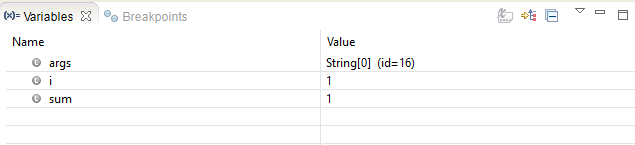 (x)= Variables Breakpoints
Name Value
args String[0] (id=16)
i 1
sum 1